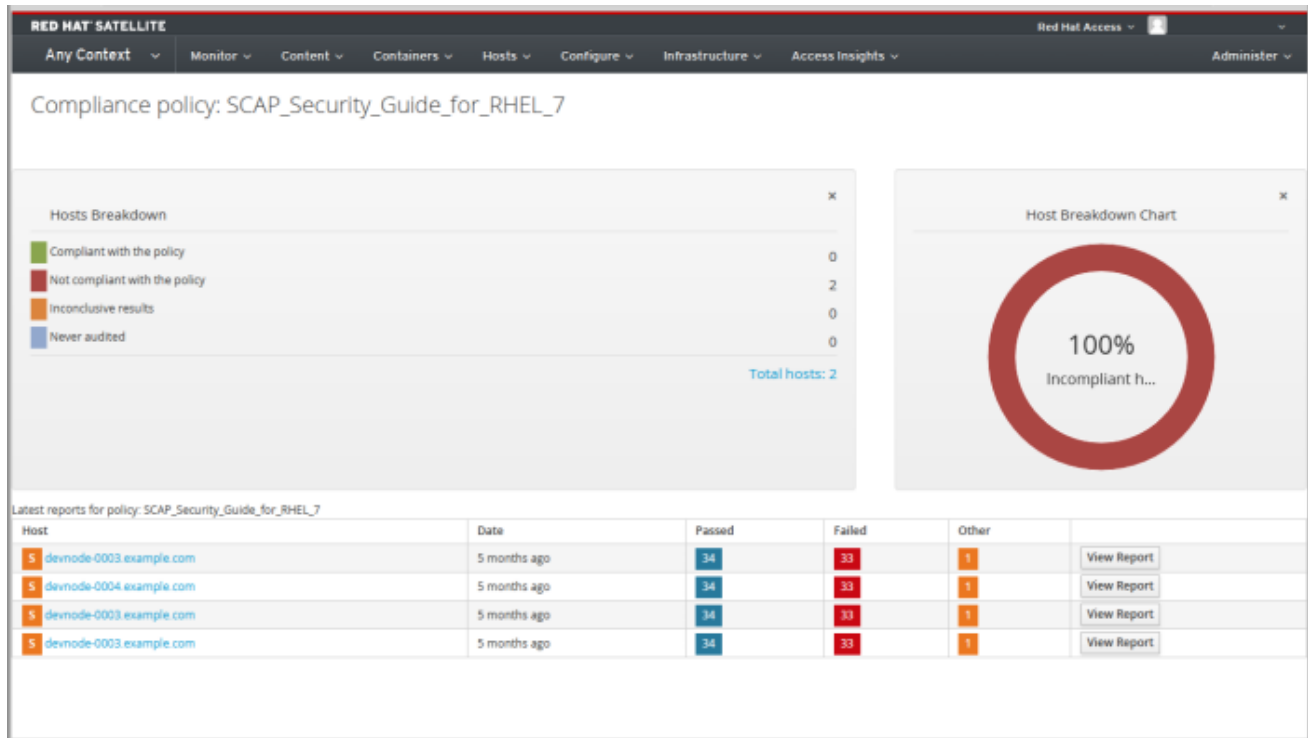 RED HAT SATELLITE
Red Hat Access
Any Context Monitor Content Containers Hosts Configure Infrastructure Access Insights Administer
Compliance policy: SCAP_Security_Guide_for_RHEL_7
Hosts Breakdown
Compliant with the policy 0
Not compliant with the policy 2
Inconclusive results 0
Never audited 0
Total hosts: 2
Host Breakdown Chart
100%
Incompliant h...
Latest reports for policy: SCAP_Security_Guide_for_RHEL_7
Host Date Passed Failed Other
S devnode-0003.example.com 5 months ago 34 33 1 View Report
S devnode-0004.example.com 5 months ago 34 33 1 View Report
S devnode-0003.example.com 5 months ago 34 33 1 View Report
S devnode-0003.example.com 5 months ago 34 33 1 View Report